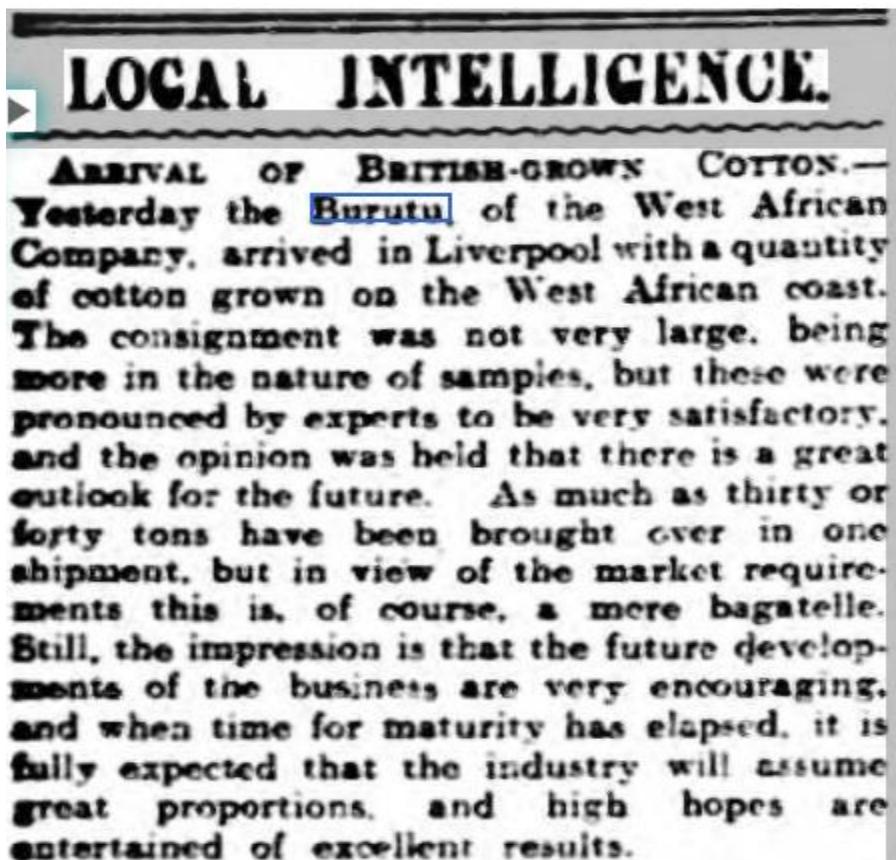 LOCAL INTELLIGENCE.
ARRIVAL OF BRITISH-GROWN COTTON.—
Yesterday the Burutu, of the West African
Company, arrived in Liverpool with a quantity
of cotton grown on the West African coast.
The consignment was not very large, being
more in the nature of samples, but these were
pronounced by experts to be very satisfactory,
and the opinion was held that there is a great
outlook for the future. As much as thirty or
forty tons have been brought over in one
shipment, but in view of the market require-
ments this is, of course, a mere bagatelle.
Still, the impression is that the future develop-
ments of the business are very encouraging,
and when time for maturity has elapsed, it is
fully expected that the industry will assume
great proportions, and high hopes are
entertained of excellent results.